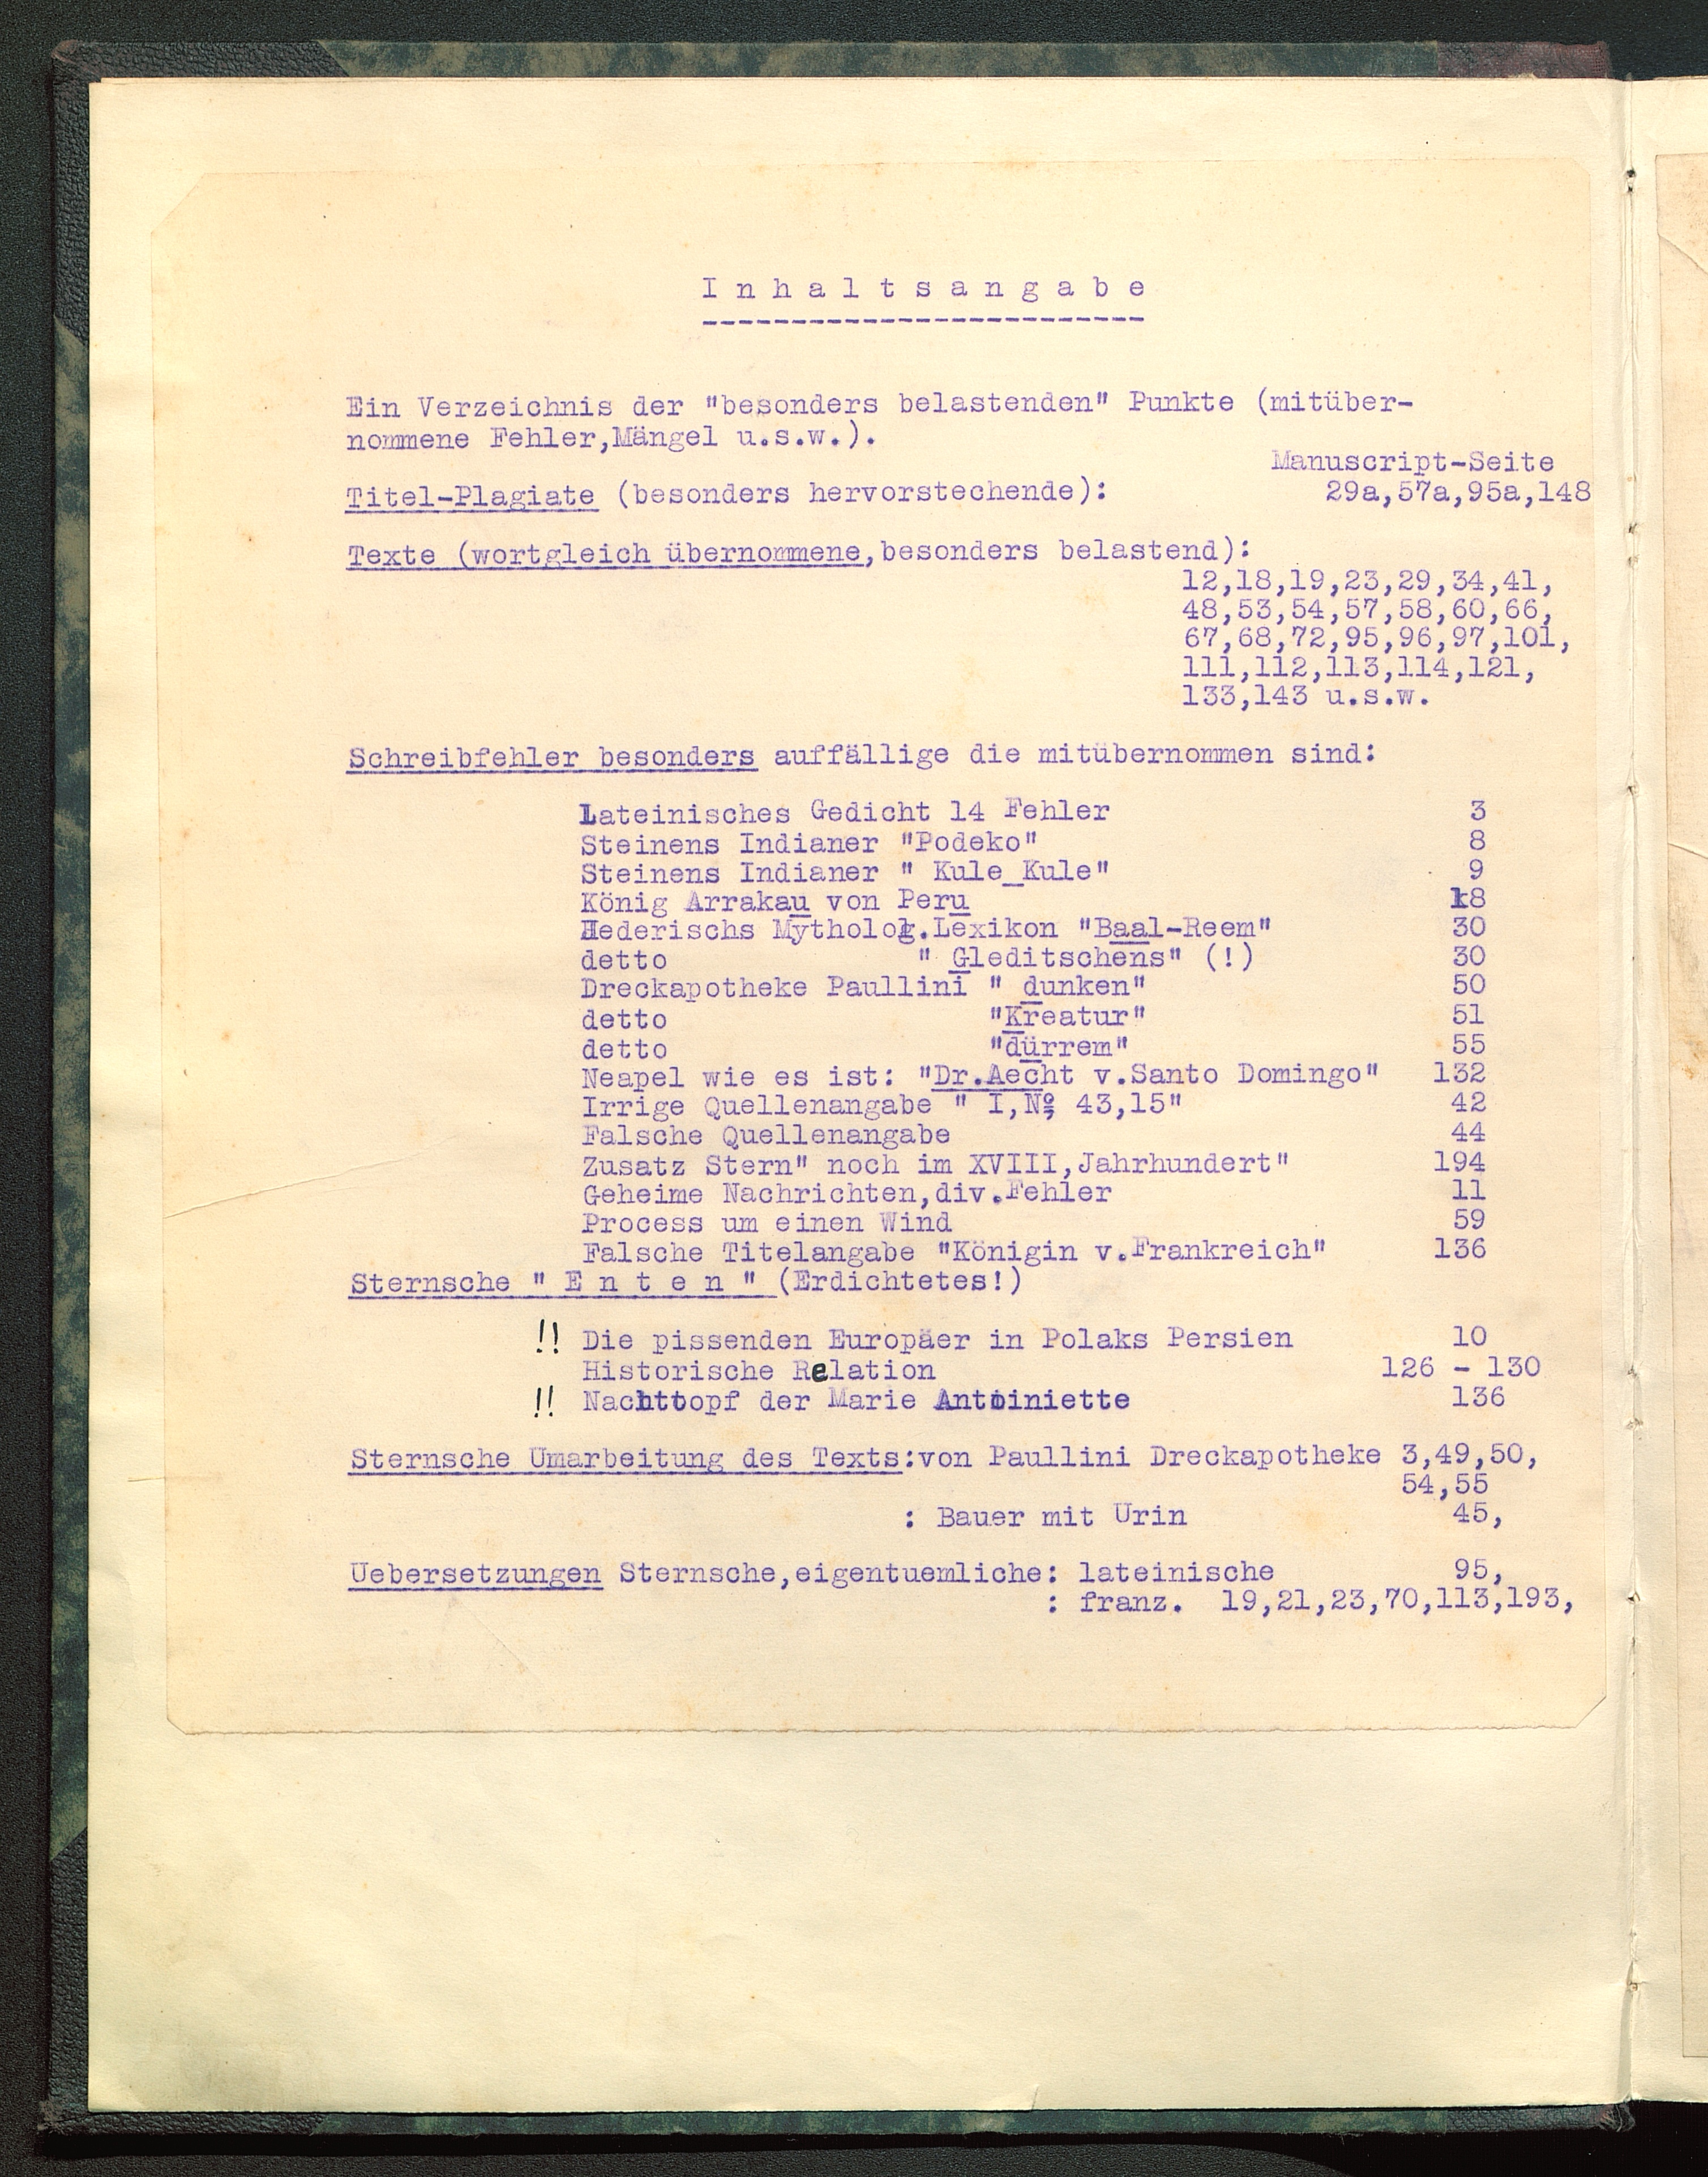 Inhaltsangabe
Ein Verzeichnis der "besonders belastenden" Punkte (mitüber-
nommene Fehler,Mängel u.s.w.).
Manuscript-Seite
Titel-Plagiate (besonders hervorstechende): 29a,57a,95a,148
Texte (wortgleich übernommene,besonders belastend):
12,18,19,23,29,34,41,
48,53,54,57,58,60,66,
67,68,72,95,96,97,101,
111,112,113,114,121,
133,143 u.s.w.
Schreibfehler besonders auffällige die mitübernommen sind:
Lateinisches Gedicht 14 Fehler 3
Steinens Indianer "Podeko" 8
Steinens Indianer " Kule_Kule" 9
König Arrakau von Peru 18
Hederischs Mytholog.Lexikon "Baal-Reem" 30
detto " Gleditschens" (!) 30
Dreckapotheke Paullini " dunken" 50
detto "Kreatur" 51
detto "dürrem" 55
Neapel wie es ist: "Dr.Aecht v.Santo Domingo" 132
Irrige Quellenangabe " I,Nº, 43,15" 42
Falsche Quellenangabe 44
Zusatz Stern" noch im XVIII,Jahrhundert" 194
Geheime Nachrichten,div.Fehler 11
Process um einen Wind 59
Falsche Titelangabe "Königin v.Frankreich" 136
Sternsche " E n t e n " (Erdichtetes!)
!! Die pissenden Europäer in Polaks Persien 10
Historische Relation 126 - 130
!! Nachttopf der Marie Antoiniette 136
Sternsche Umarbeitung des Texts:von Paullini Dreckapotheke 3,49,50,
54,55
: Bauer mit Urin 45,
Uebersetzungen Sternsche,eigentuemliche: lateinische 95,
: franz. 19,21,23,70,113,193,